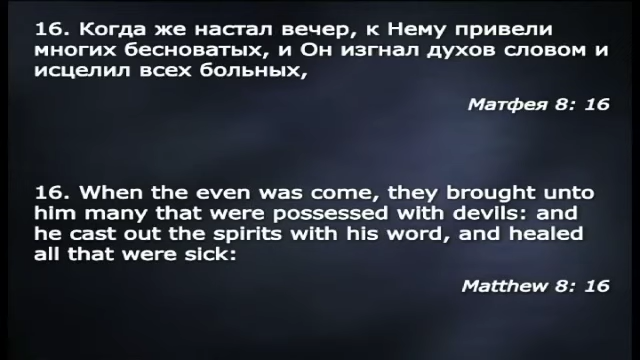 16. Когда же настал вечер, к Нему привели
многих бесноватых, и Он изгнал духов словом и
исцелил всех больных,
Матфея 8: 16
16. When the even was come, they brought unto
him many that were possessed with devils: and
he cast out the spirits with his word, and healed
all that were sick:
Matthew 8: 16